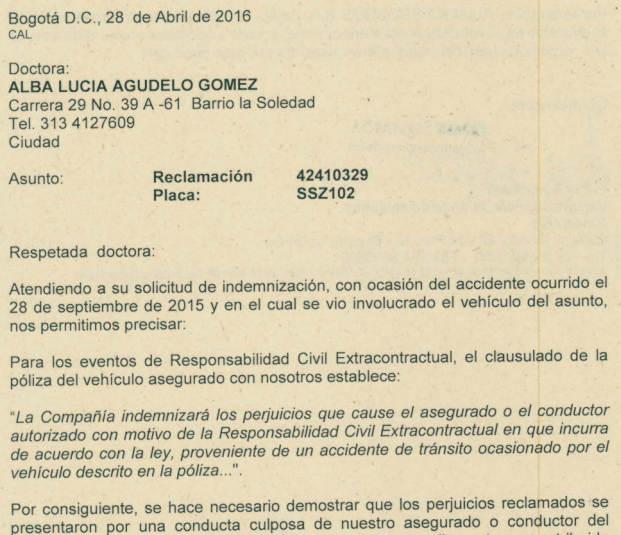 Bogotá D.C., 28 de Abril de 2016
CAL
Doctora:
ALBA LUCIA AGUDELO GOMEZ
Carrera 29 No. 39 A -61 Barrio la Soledad
Tel. 313 4127609
Ciudad
Asunto: Reclamación 42410329
Placa: SSZ102
Respetada doctora:
Atendiendo a su solicitud de indemnización, con ocasión del accidente ocurrido el
28 de septiembre de 2015 y en el cual se vio involucrado el vehículo del asunto,
nos permitimos precisar:
Para los eventos de Responsabilidad Civil Extracontractual, el clausulado de la
póliza del vehículo asegurado con nosotros establece:
“La Compañía indemnizará los perjuicios que cause el asegurado o el conductor
autorizado con motivo de la Responsabilidad Civil Extracontractual en que incurra
de acuerdo con la ley, proveniente de un accidente de tránsito ocasionado por el
vehículo descrito en la póliza...".
Por consiguiente, se hace necesario demostrar que los perjuicios reclamados se
presentaron por una conducta culposa de nuestro asegurado o conductor del